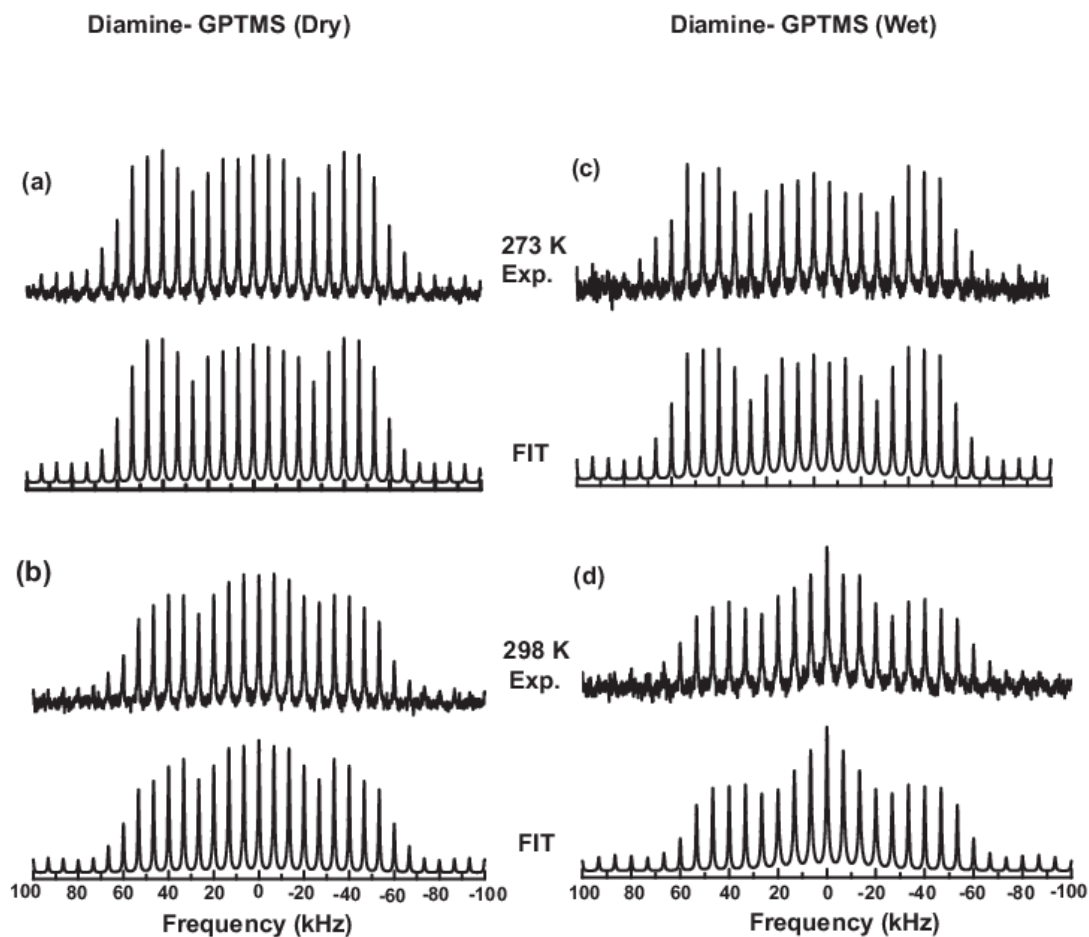 Diamine- GPTMS (Dry)
Diamine- GPTMS (Wet)
(a)
(c)
273 K
Exp.
FIT
(b)
(d)
298 K
Exp.
FIT
100 80 60 40 20 0 -20 -40 -60 -80 -100
100 80 60 40 20 0 -20 -40 -60 -80 -100
Frequency (kHz)
Frequency (kHz)